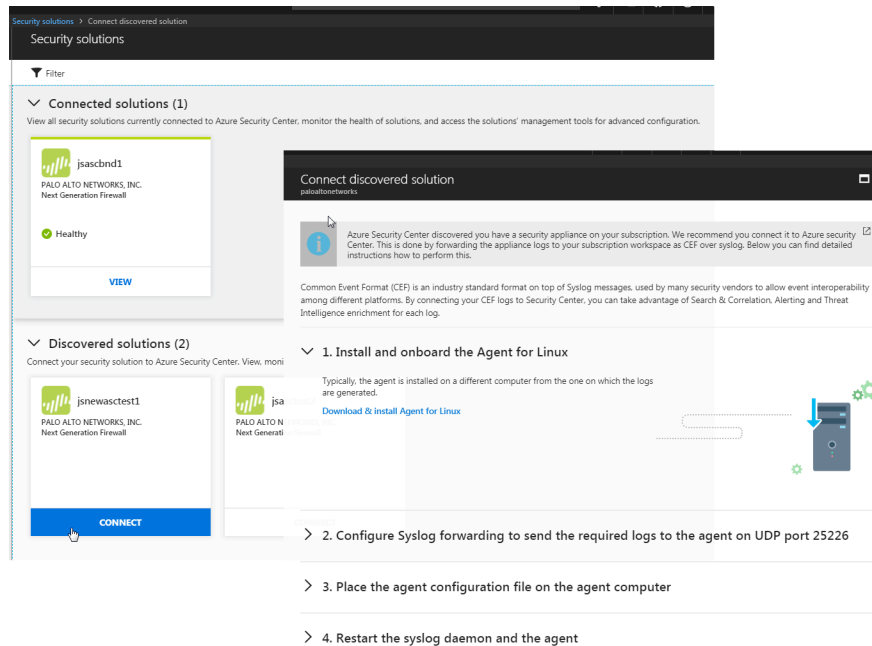 Security solutions > Connect discovered solution
Security solutions
Filter
Connected solutions (1)
View all security solutions currently connected to Azure Security Center, monitor the health of solutions, and access the solutions' management tools for advanced configuration.
jsascbnd1
PALO ALTO NETWORKS, INC.
Next Generation Firewall
Healthy
VIEW
Discovered solutions (2)
Connect your security solution to Azure Security Center. View, moni
jsnewasctest1
PALO ALTO NETWORKS, INC.
Next Generation Firewall
CONNECT
jsa
PALO ALTO N
Next Generati
Connect discovered solution
paloaltonetworks
Azure Security Center discovered you have a security appliance on your subscription. We recommend you connect it to Azure security
Center. This is done by forwarding the appliance logs to your subscription workspace as CEF over syslog. Below you can find detailed
instructions how to perform this.
Common Event Format (CEF) is an industry standard format on top of Syslog messages, used by many security vendors to allow event interoperability
among different platforms. By connecting your CEF logs to Security Center, you can take advantage of Search & Correlation, Alerting and Threat
Intelligence enrichment for each log.
1. Install and onboard the Agent for Linux
Typically, the agent is installed on a different computer from the one on which the logs
are generated.
Download & install Agent for Linux
2. Configure Syslog forwarding to send the required logs to the agent on UDP port 25226
3. Place the agent configuration file on the agent computer
4. Restart the syslog daemon and the agent